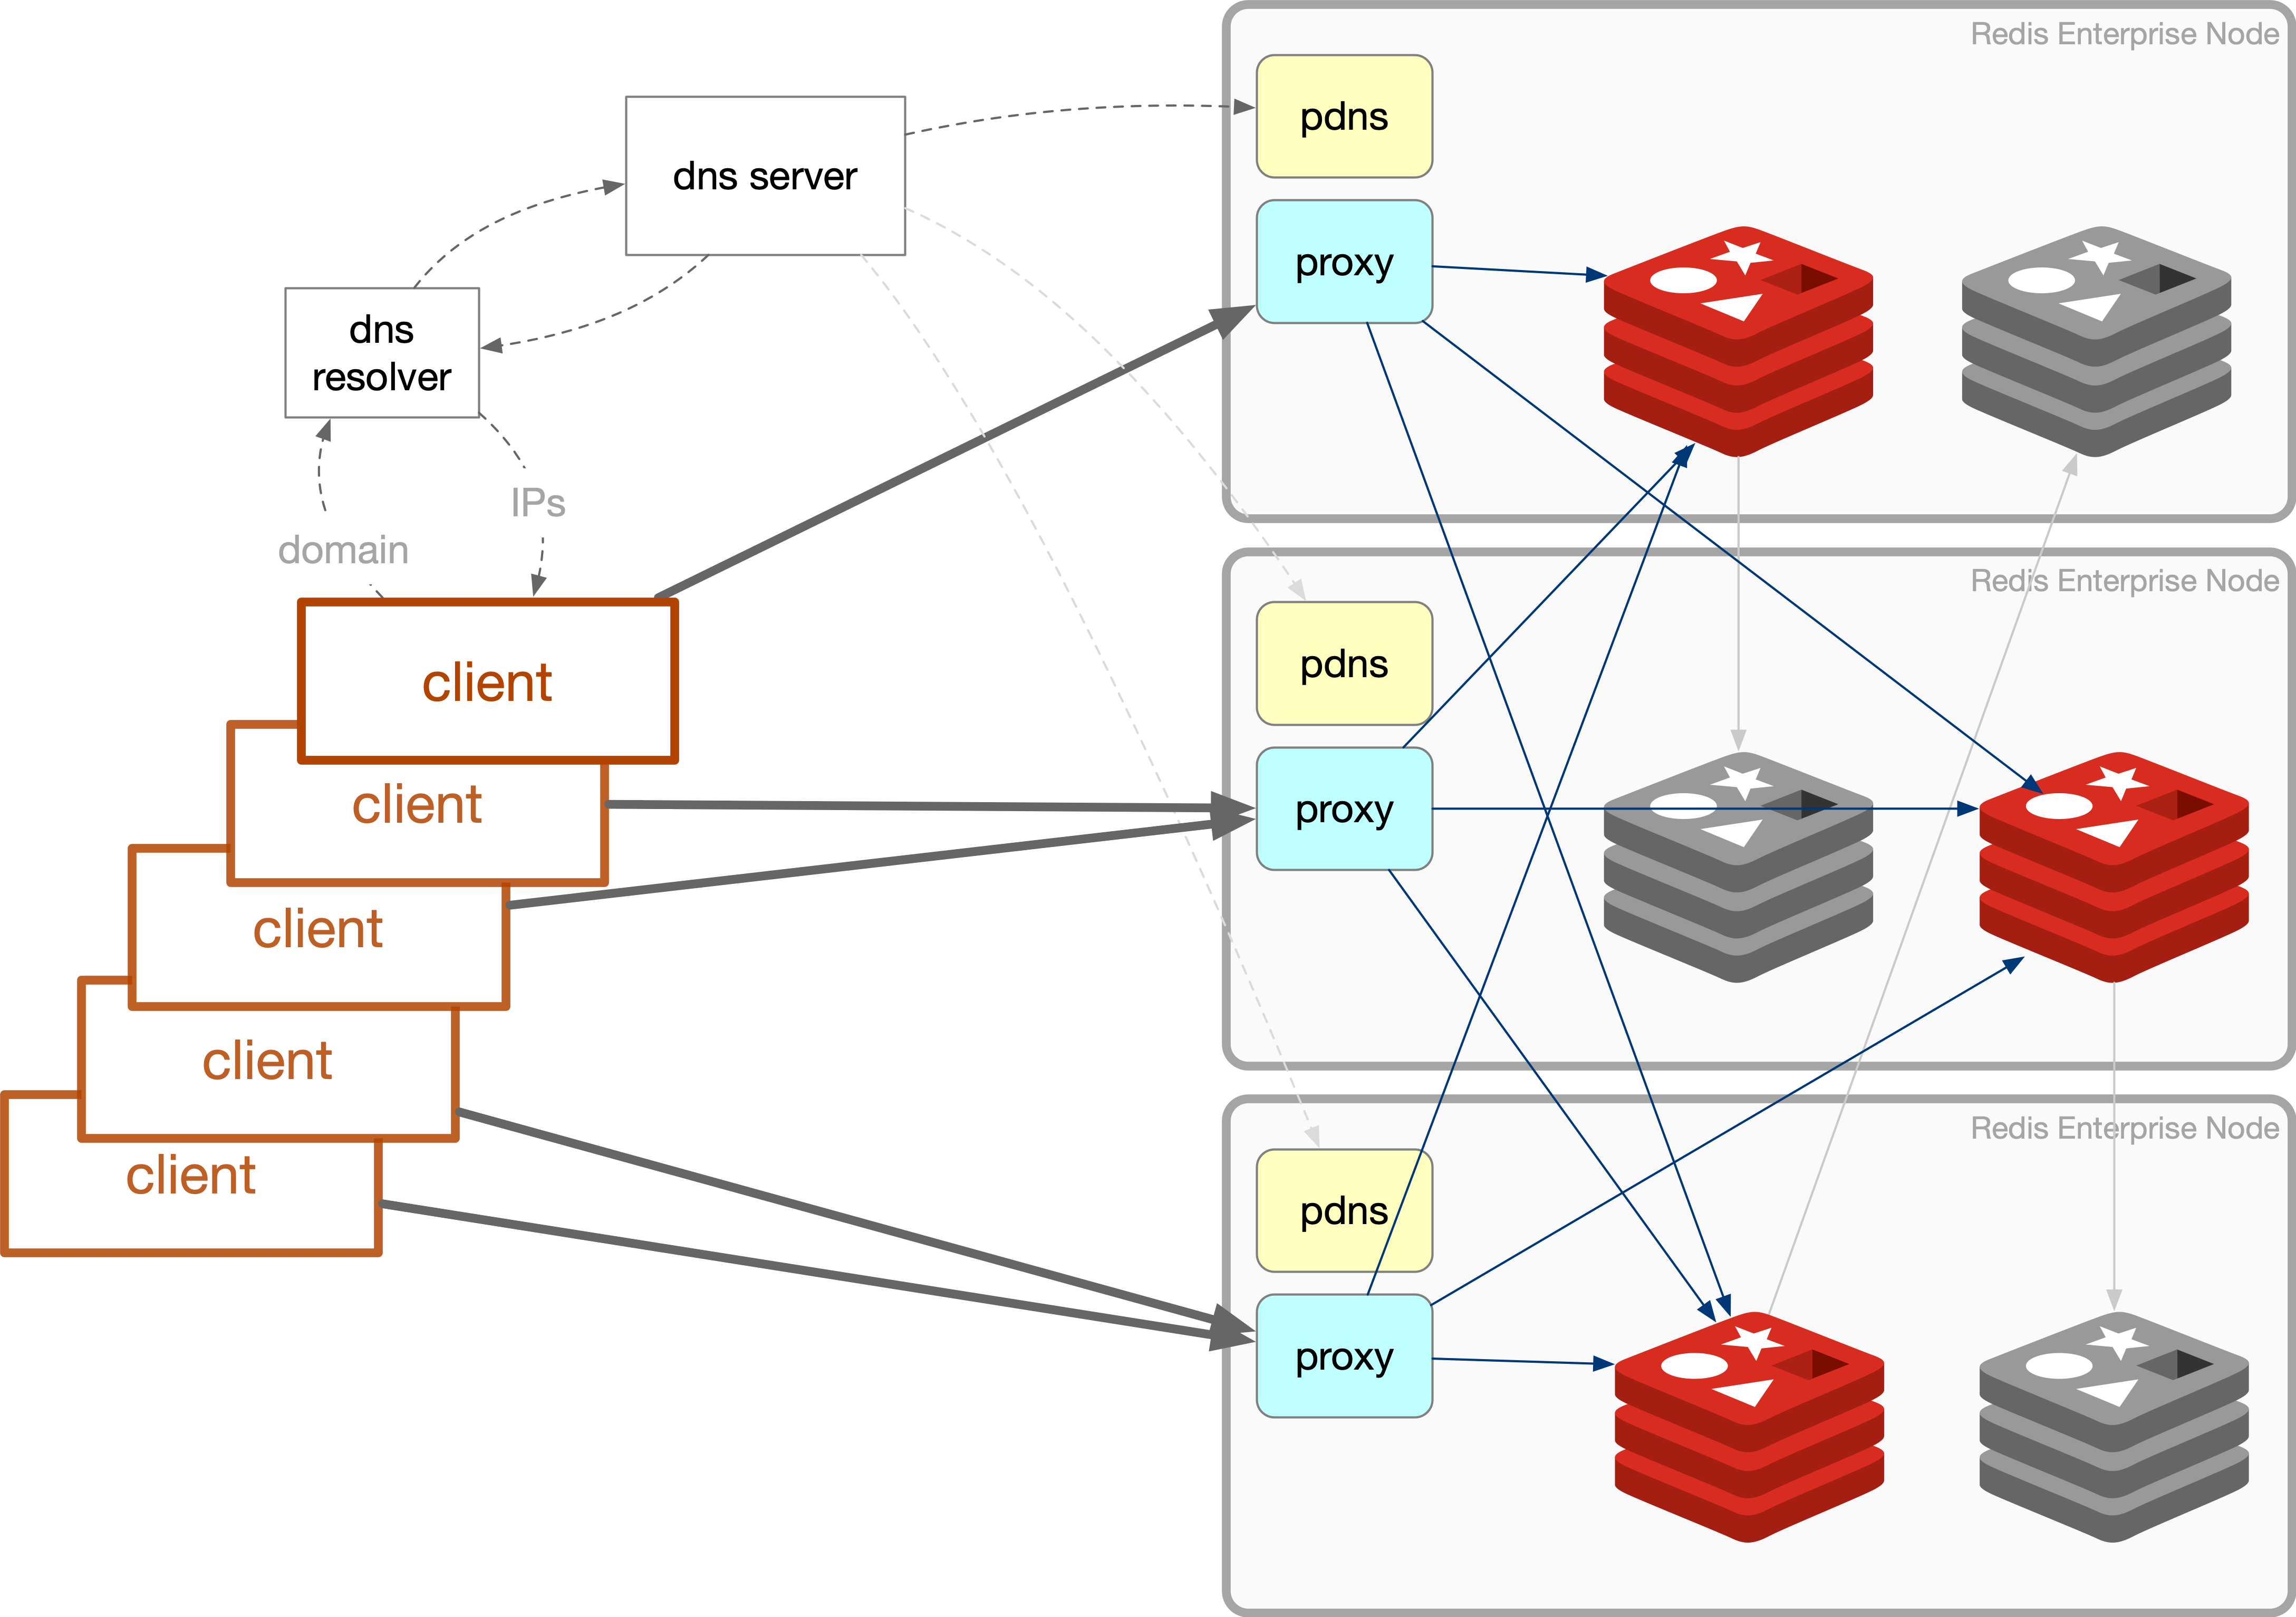 Redis Enterprise Node
pdns
dns server
proxy
dns
resolver
IPs
domain
Redis Enterprise Node
pdns
client
client
proxy
client
client
Redis Enterprise Node
client
pdns
proxy